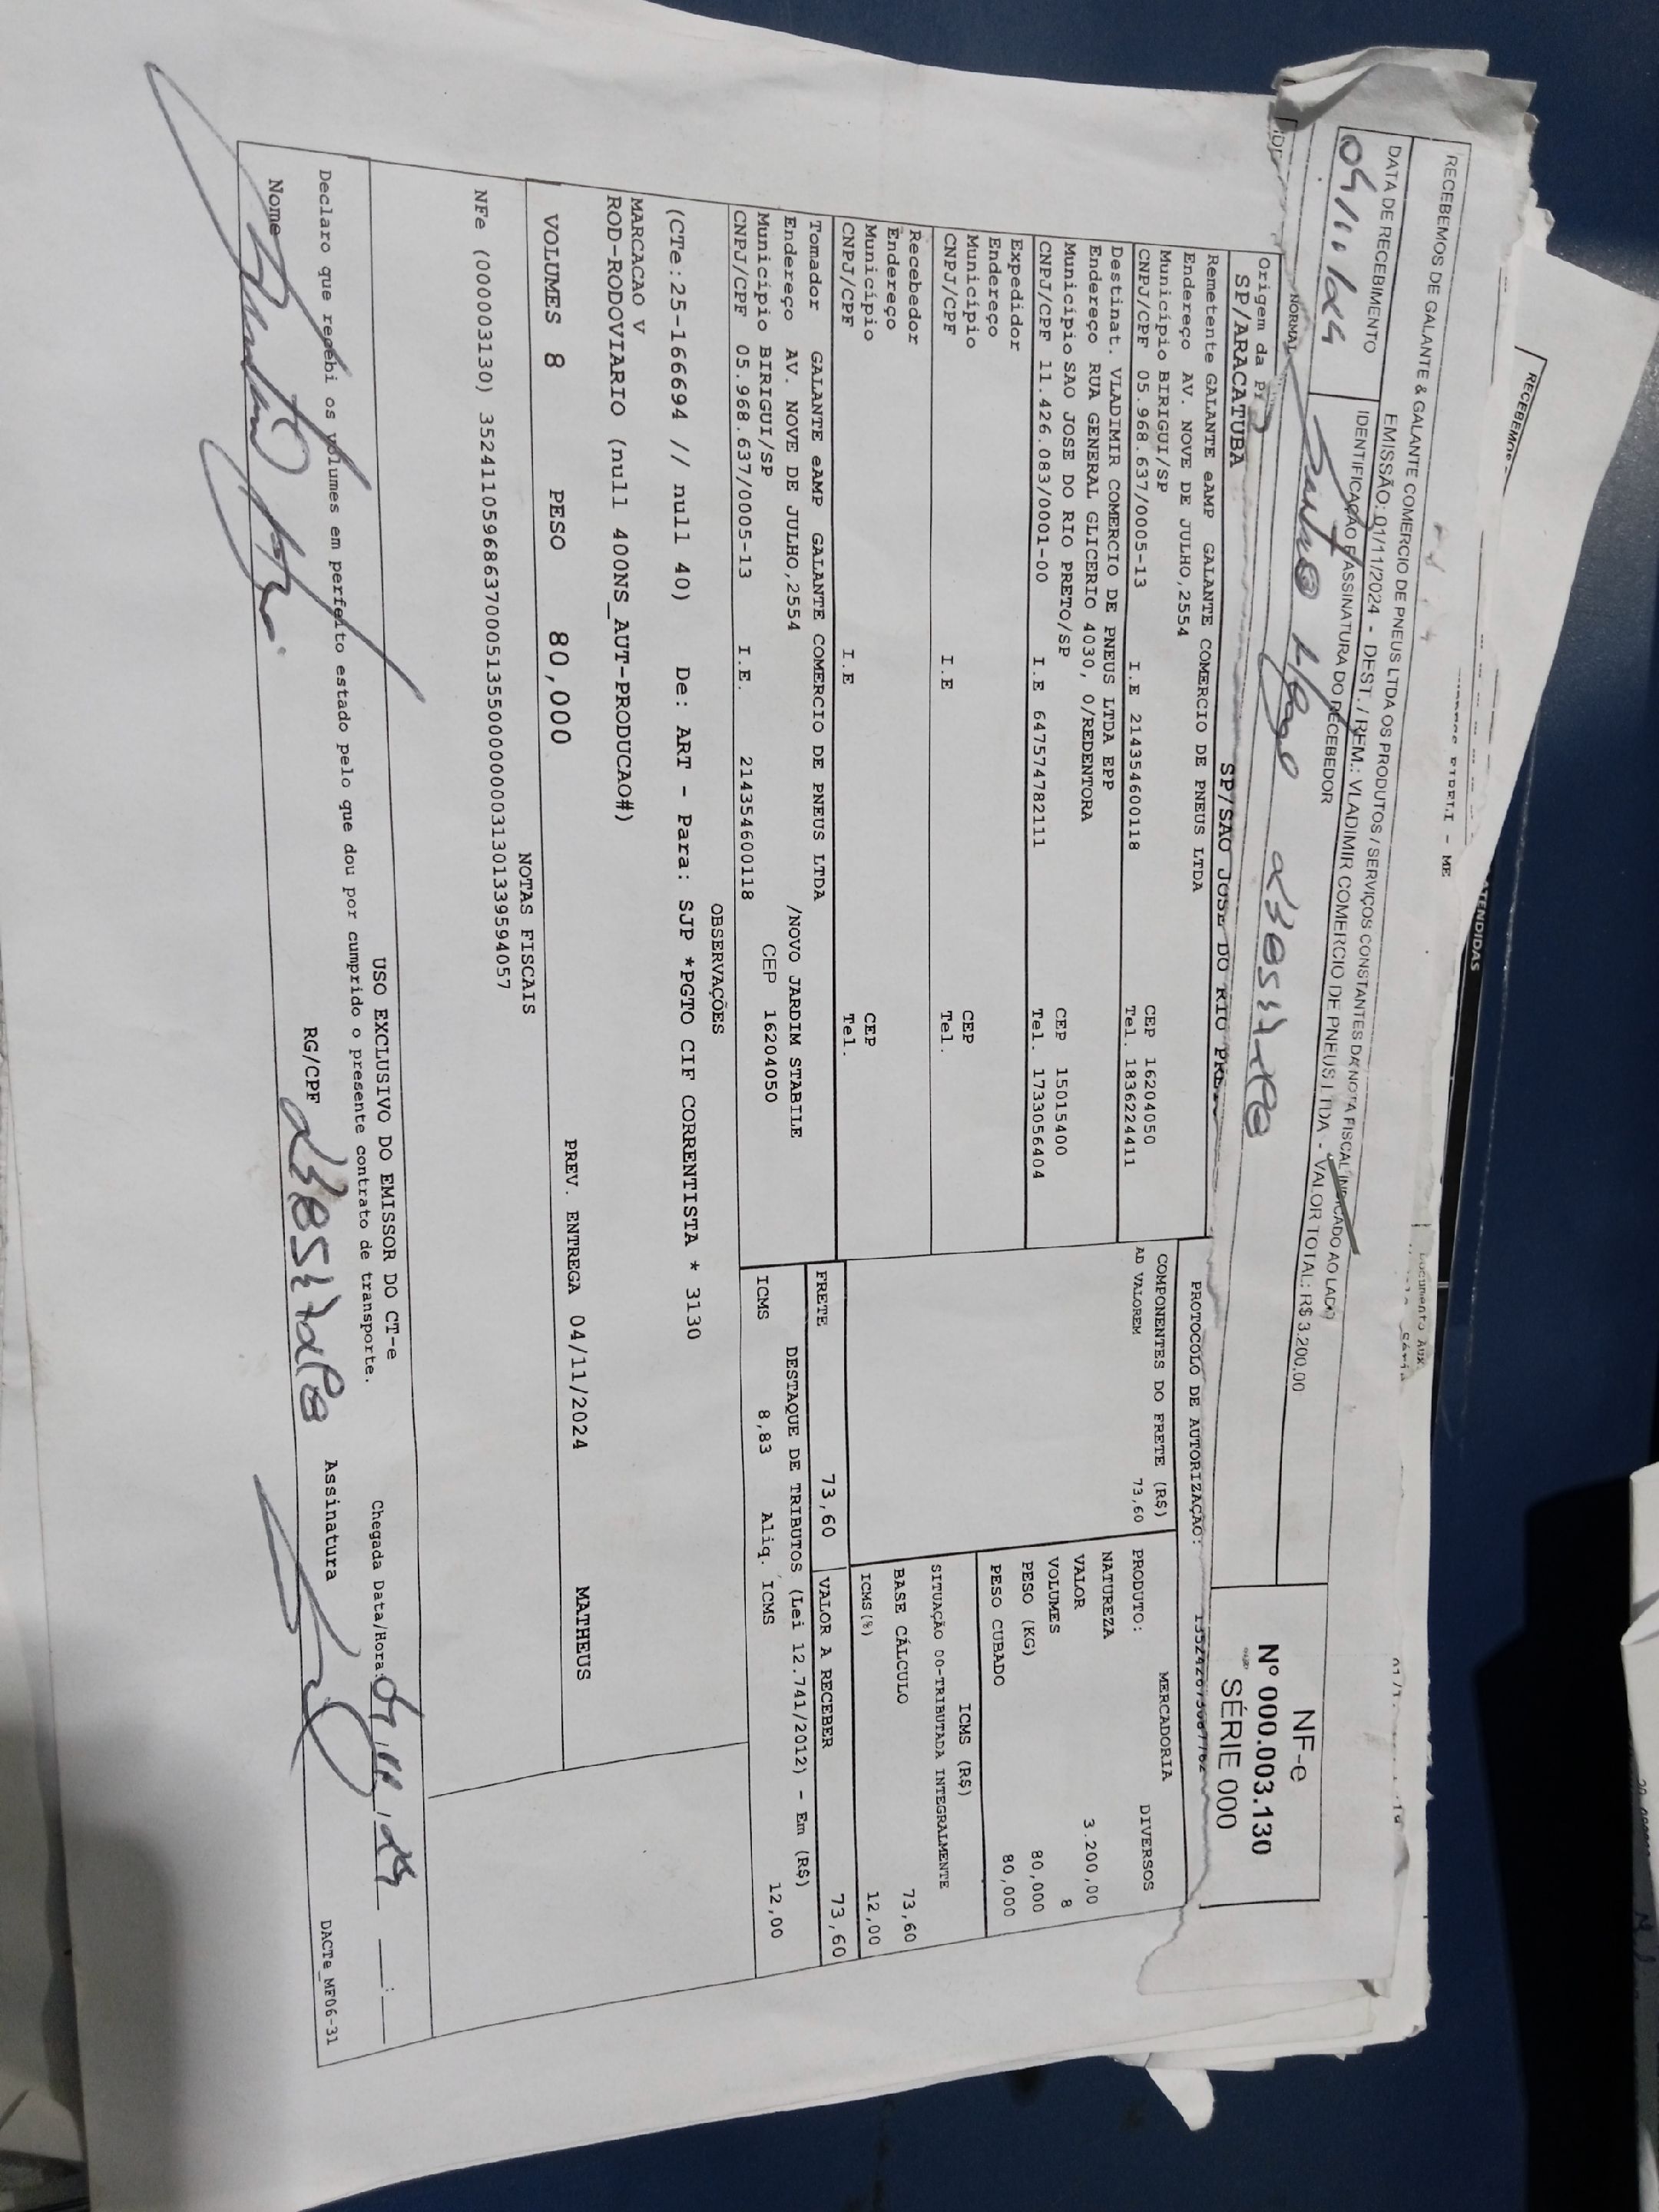 RECEBEMOS DE GALANTE & GALANTE COMERCIO DE PNEUS LTDA OS PRODUTOS / SERVIÇOS CONSTANTES DA NOTA FISCAL INDICADO AO LADO
EMISSÃO: 01/11/2024 - DEST. / REM.: VLADIMIR COMERCIO DE PNEUS LTDA - VALOR TOTAL: R$ 3.200,00
DATA DE RECEBIMENTO
IDENTIFICAÇÃO E ASSINATURA DO RECEBEDOR
NF-e
Nº 000.003.130
SÉRIE 000
NORMAL
Origem da
SP/ARACATUBA
SP/SAO JOSE DO RIO
PROTOCOLO DE AUTORIZAÇÃO:
Remetente GALANTE eAMP GALANTE COMERCIO DE PNEUS LTDA
Endereço AV. NOVE DE JULHO,2554
Município BIRIGUI/SP CEP 16204050
CNPJ/CPF 05.968.637/0005-13 I.E 214354600118 Tel. 1836224411
Destinat. VLADIMIR COMERCIO DE PNEUS LTDA EPP
Endereço RUA GENERAL GLICERIO 4030, 0/REDENTORA
Município SAO JOSE DO RIO PRETO/SP CEP 15015400
CNPJ/CPF 11.426.083/0001-00 I.E 647574782111 Tel. 1733056404
Expedidor
Endereço
Município CEP
CNPJ/CPF I.E Tel.
Recebedor
Endereço
Município CEP
CNPJ/CPF I.E Tel.
Tomador GALANTE eAMP GALANTE COMERCIO DE PNEUS LTDA
Endereço AV. NOVE DE JULHO,2554 /NOVO JARDIM STABILE
Município BIRIGUI/SP CEP 16204050
CNPJ/CPF 05.968.637/0005-13 I.E. 214354600118
COMPONENTES DO FRETE (R$)
AD VALOREM 73,60
MERCADORIA
PRODUTO: DIVERSOS
NATUREZA
VALOR 3.200,00
VOLUMES 8
PESO (KG) 80,000
PESO CUBADO 80,000
ICMS (R$)
SITUAÇÃO 00-TRIBUTADA INTEGRALMENTE
BASE CÁLCULO 73,60
ICMS(%) 12,00
FRETE 73,60 VALOR A RECEBER 73,60
DESTAQUE DE TRIBUTOS (Lei 12.741/2012) - Em (R$)
ICMS 8,83 Aliq. ICMS 12,00
OBSERVAÇÕES
(CTe:25-166694 // null 40) De: ART - Para: SJP *PGTO CIF CORRENTISTA * 3130
MARCACAO V
ROD-RODOVIARIO (null 400NS_AUT-PRODUCAO#)
VOLUMES 8 PESO 80,000 PREV. ENTREGA 04/11/2024 MATHEUS
NOTAS FISCAIS
NFe (000003130) 35241105968637000513550000000031301339594057
USO EXCLUSIVO DO EMISSOR DO CT-e
Declaro que recebi os volumes em perfeito estado pelo que dou por cumprido o presente contrato de transporte.
Chegada Data/Hora:
Nome RG/CPF Assinatura
DACTe_MF06-31